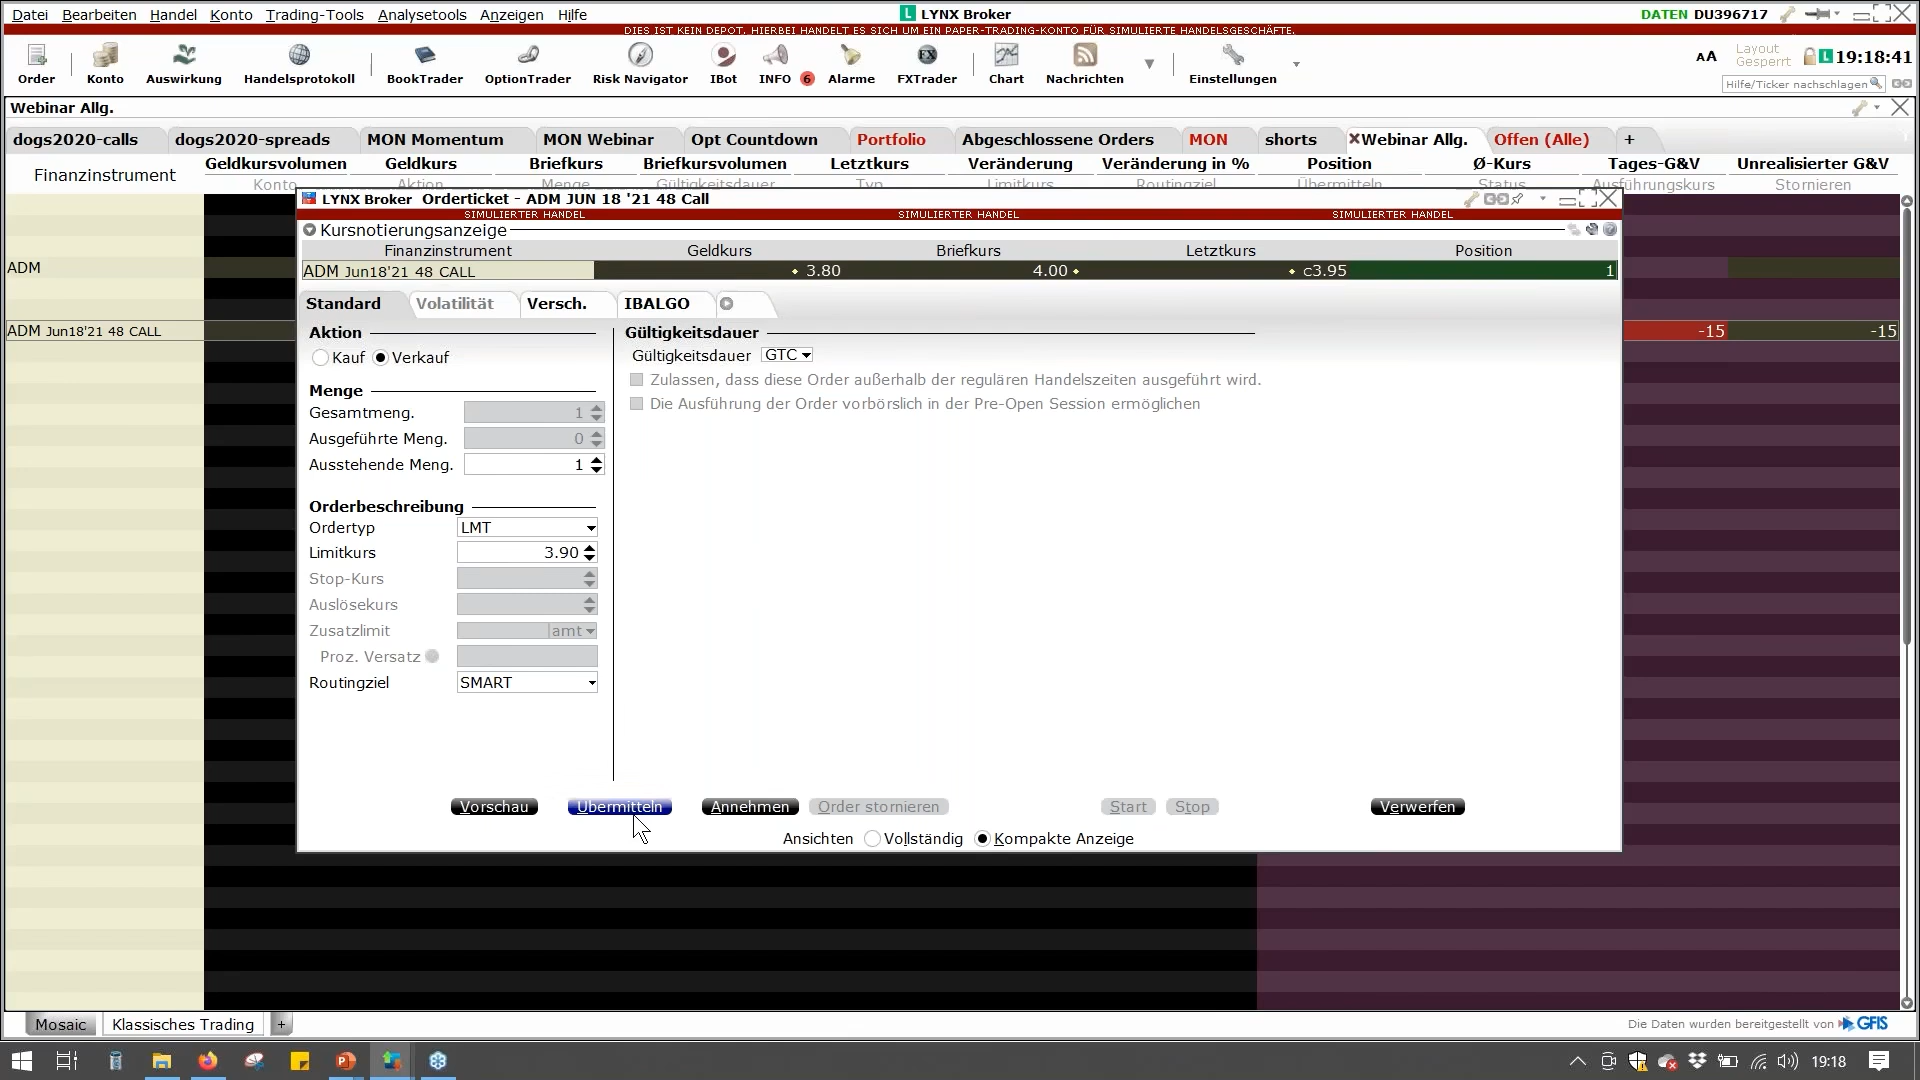 Datei Bearbeiten Handel Konto Trading-Tools Analysetools Anzeigen Hilfe L LYNX Broker DATEN DU396717
DIES IST KEIN DEPOT. HIERBEI HANDELT ES SICH UM EIN PAPER-TRADING-KONTO FÜR SIMULIERTE HANDELSGESCHÄFTE.
Order Konto Auswirkung Handelsprotokoll BookTrader OptionTrader Risk Navigator IBot INFO 6 Alarme FX FXTrader Chart Nachrichten Einstellungen AA Layout Gesperrt L 19:18:41
Hilfe/Ticker nachschlagen
Webinar Allg.
dogs2020-calls dogs2020-spreads MON Momentum MON Webinar Opt Countdown Portfolio Abgeschlossene Orders MON shorts Webinar Allg. Offen (Alle) +
Finanzinstrument Geldkursvolumen Geldkurs Briefkurs Briefkursvolumen Letztkurs Veränderung Veränderung in % Position Ø-Kurs Tages-G&V Unrealisierter G&V
Konto Aktion Menge Gültigkeitsdauer Typ Limitkurs Routingziel Übermitteln Status Ausführungskurs Stornieren
LYNX Broker Orderticket - ADM JUN 18 '21 48 Call
SIMULIERTER HANDEL SIMULIERTER HANDEL SIMULIERTER HANDEL
Kursnotierungsanzeige
Finanzinstrument Geldkurs Briefkurs Letztkurs Position
ADM Jun18'21 48 CALL 3.80 4.00 c3.95 1
ADM
ADM Jun18'21 48 CALL -15 -15
Standard Volatilität Versch. IBALGO
Aktion
Kauf Verkauf
Menge
Gesamtmeng. 1
Ausgeführte Meng. 0
Ausstehende Meng. 1
Orderbeschreibung
Ordertyp LMT
Limitkurs 3.90
Stop-Kurs
Auslösekurs
Zusatzlimit amt
Proz. Versatz
Routingziel SMART
Gültigkeitsdauer
Gültigkeitsdauer GTC
Zulassen, dass diese Order außerhalb der regulären Handelszeiten ausgeführt wird.
Die Ausführung der Order vorbörslich in der Pre-Open Session ermöglichen
Vorschau Übermitteln Annehmen Order stornieren Start Stop Verwerfen
Ansichten Vollständig Kompakte Anzeige
Mosaic Klassisches Trading + Die Daten wurden bereitgestellt von GFIS
19:18